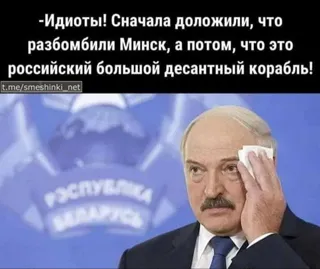 -Идиоты! Сначала доложили, что
разбомбили Минск, а потом, что это
российский большой десантный корабль!
t.me/smeshinki_net
РЭСПУБЛІКА
БЕЛАРУСЬ